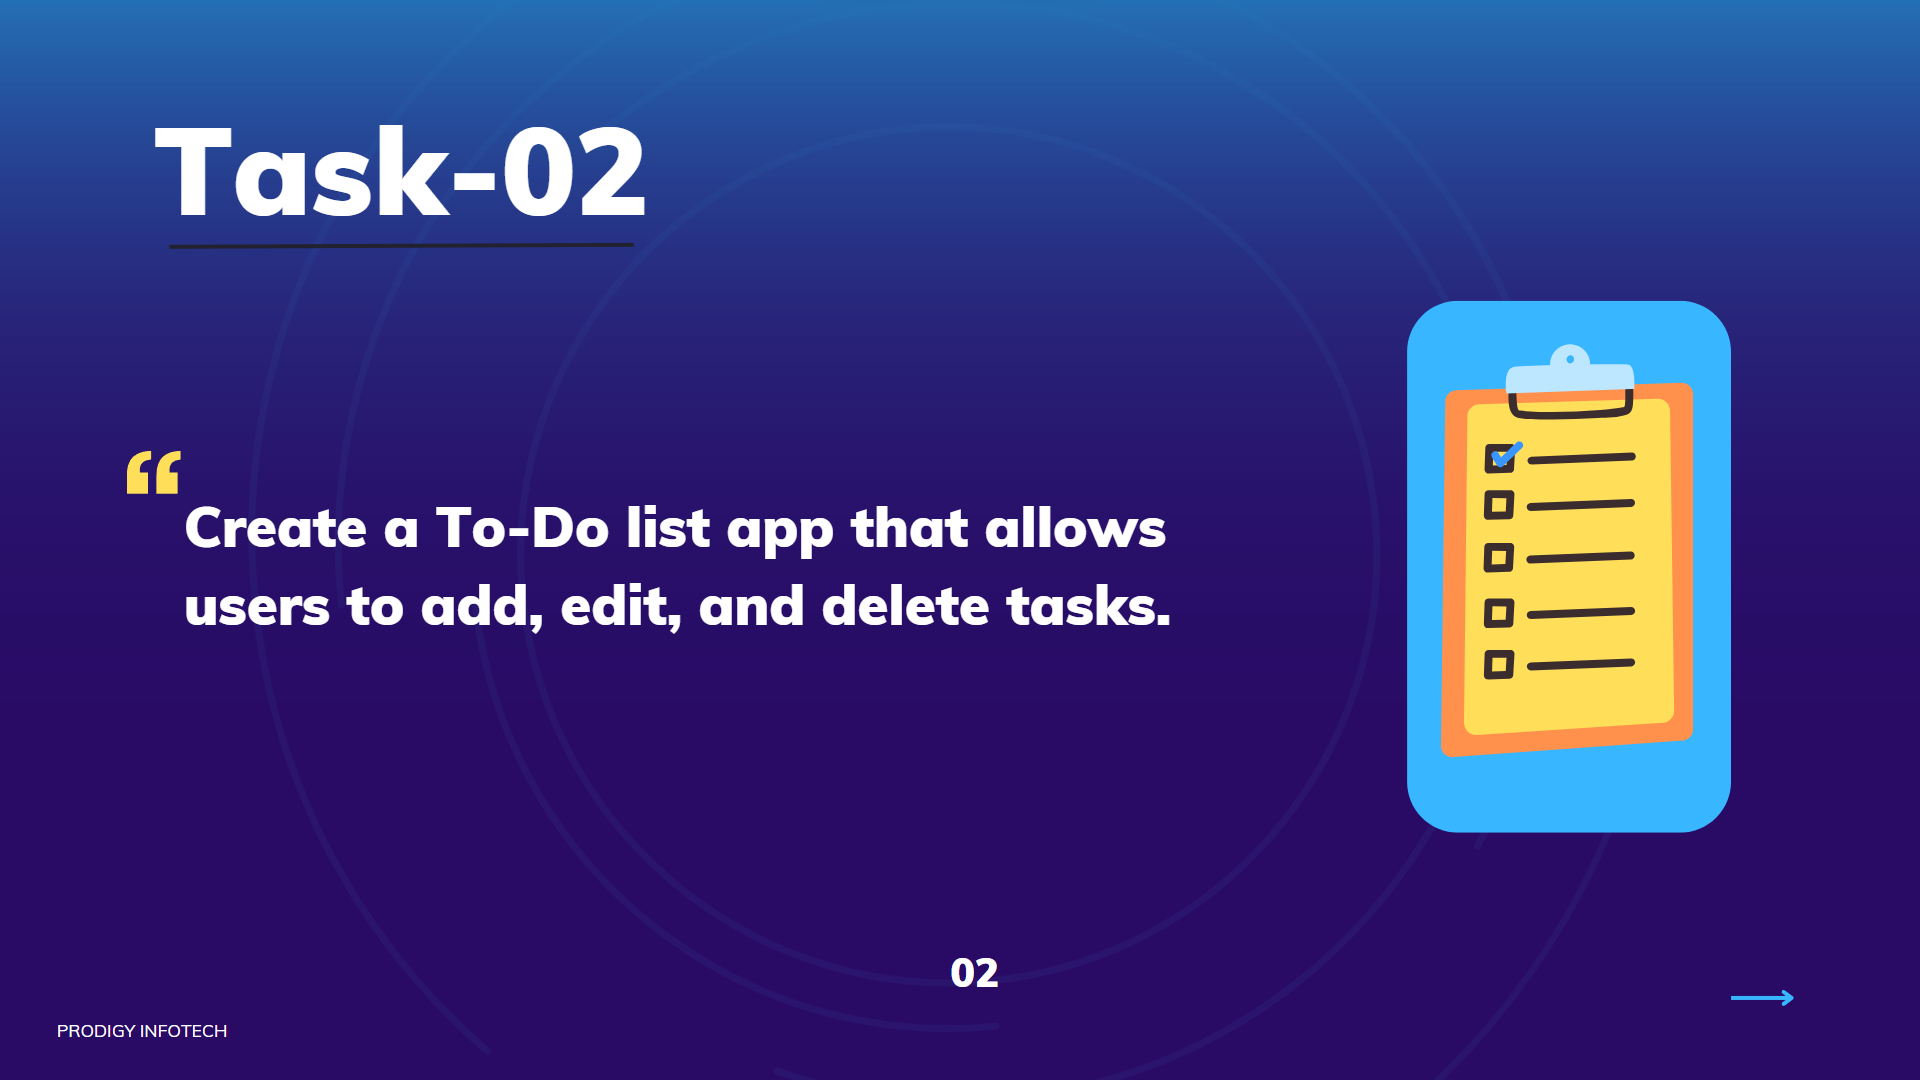 Task-02
“
Create a To-Do list app that allows
users to add, edit, and delete tasks.
02
PRODIGY INFOTECH